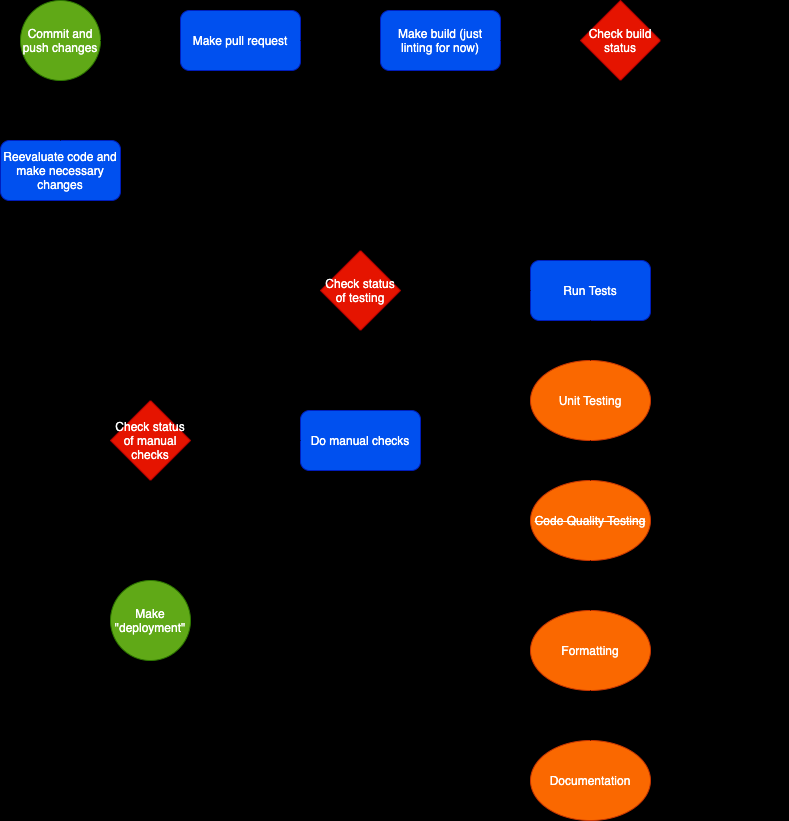 Commit and
push changes
Make pull request
Make build (just
linting for now)
Check build
status
Reevaluate code and
make necessary
changes
Check status
of testing
Run Tests
Unit Testing
Check status
of manual
checks
Do manual checks
Code Quality Testing
Make
"deployment"
Formatting
Documentation